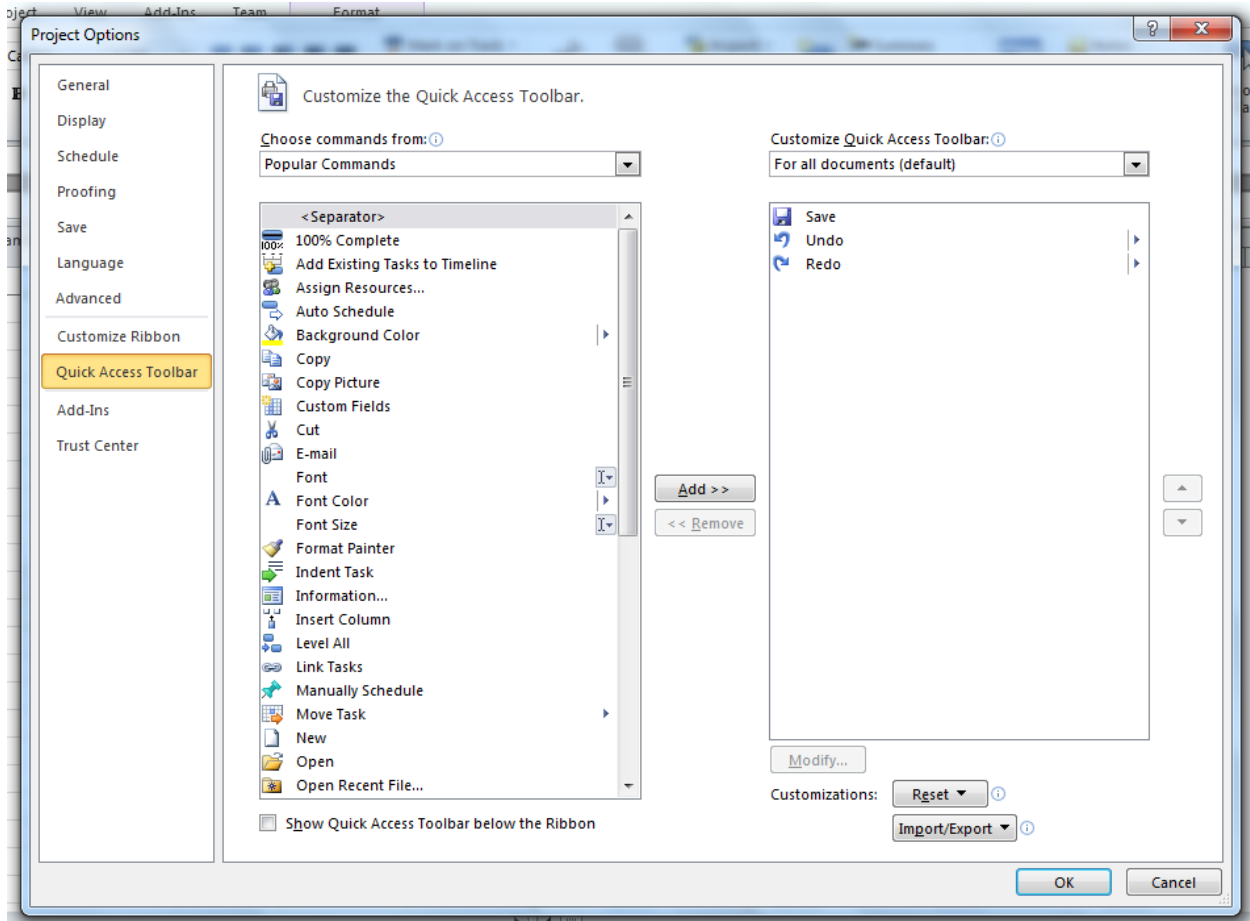 View Add-Ins Team Format
Project Options
General
Display
Schedule
Proofing
Save
Language
Advanced
Customize Ribbon
Quick Access Toolbar
Add-Ins
Trust Center
Customize the Quick Access Toolbar.
Choose commands from:
Popular Commands
<Separator>
100% Complete
Add Existing Tasks to Timeline
Assign Resources...
Auto Schedule
Background Color
Copy
Copy Picture
Custom Fields
Cut
E-mail
Font
Font Color
Font Size
Format Painter
Indent Task
Information...
Insert Column
Level All
Link Tasks
Manually Schedule
Move Task
New
Open
Open Recent File...
Show Quick Access Toolbar below the Ribbon
Add >>
<< Remove
Customize Quick Access Toolbar:
For all documents (default)
Save
Undo
Redo
Modify...
Customizations: Reset
Import/Export
OK Cancel